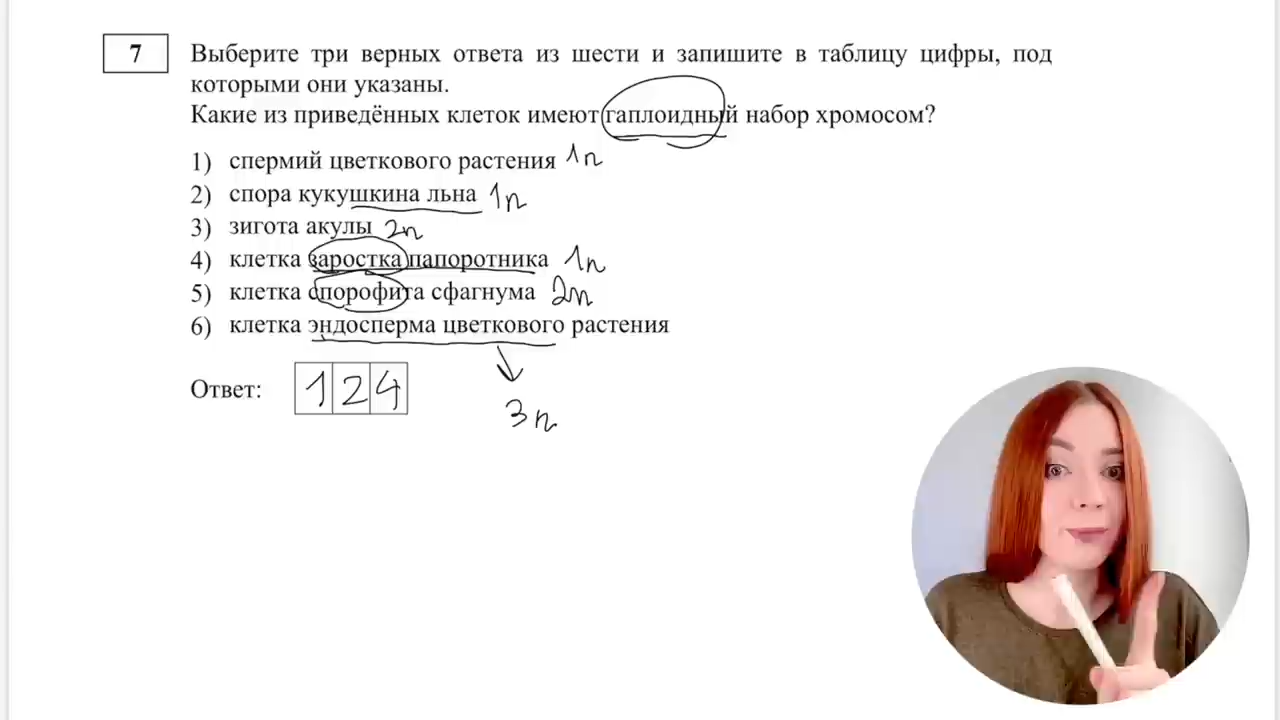 7 Выберите три верных ответа из шести и запишите в таблицу цифры, под
которыми они указаны.
Какие из приведённых клеток имеют гаплоидный набор хромосом?
1) спермий цветкового растения 1n
2) спора кукушкина льна 1n
3) зигота акулы 2n
4) клетка заростка папоротника 1n
5) клетка спорофита сфагнума 2n
6) клетка эндосперма цветкового растения
Ответ: 1 2 4
3n